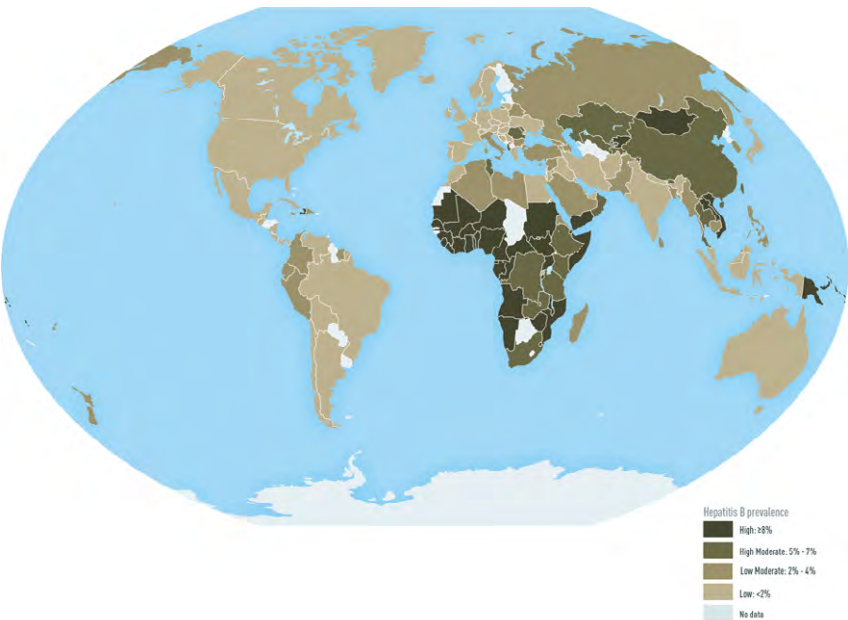 Hepatitis B prevalence
High: ≥8%
High Moderate: 5% - 7%
Low Moderate: 2% - 4%
Low: <2%
No data